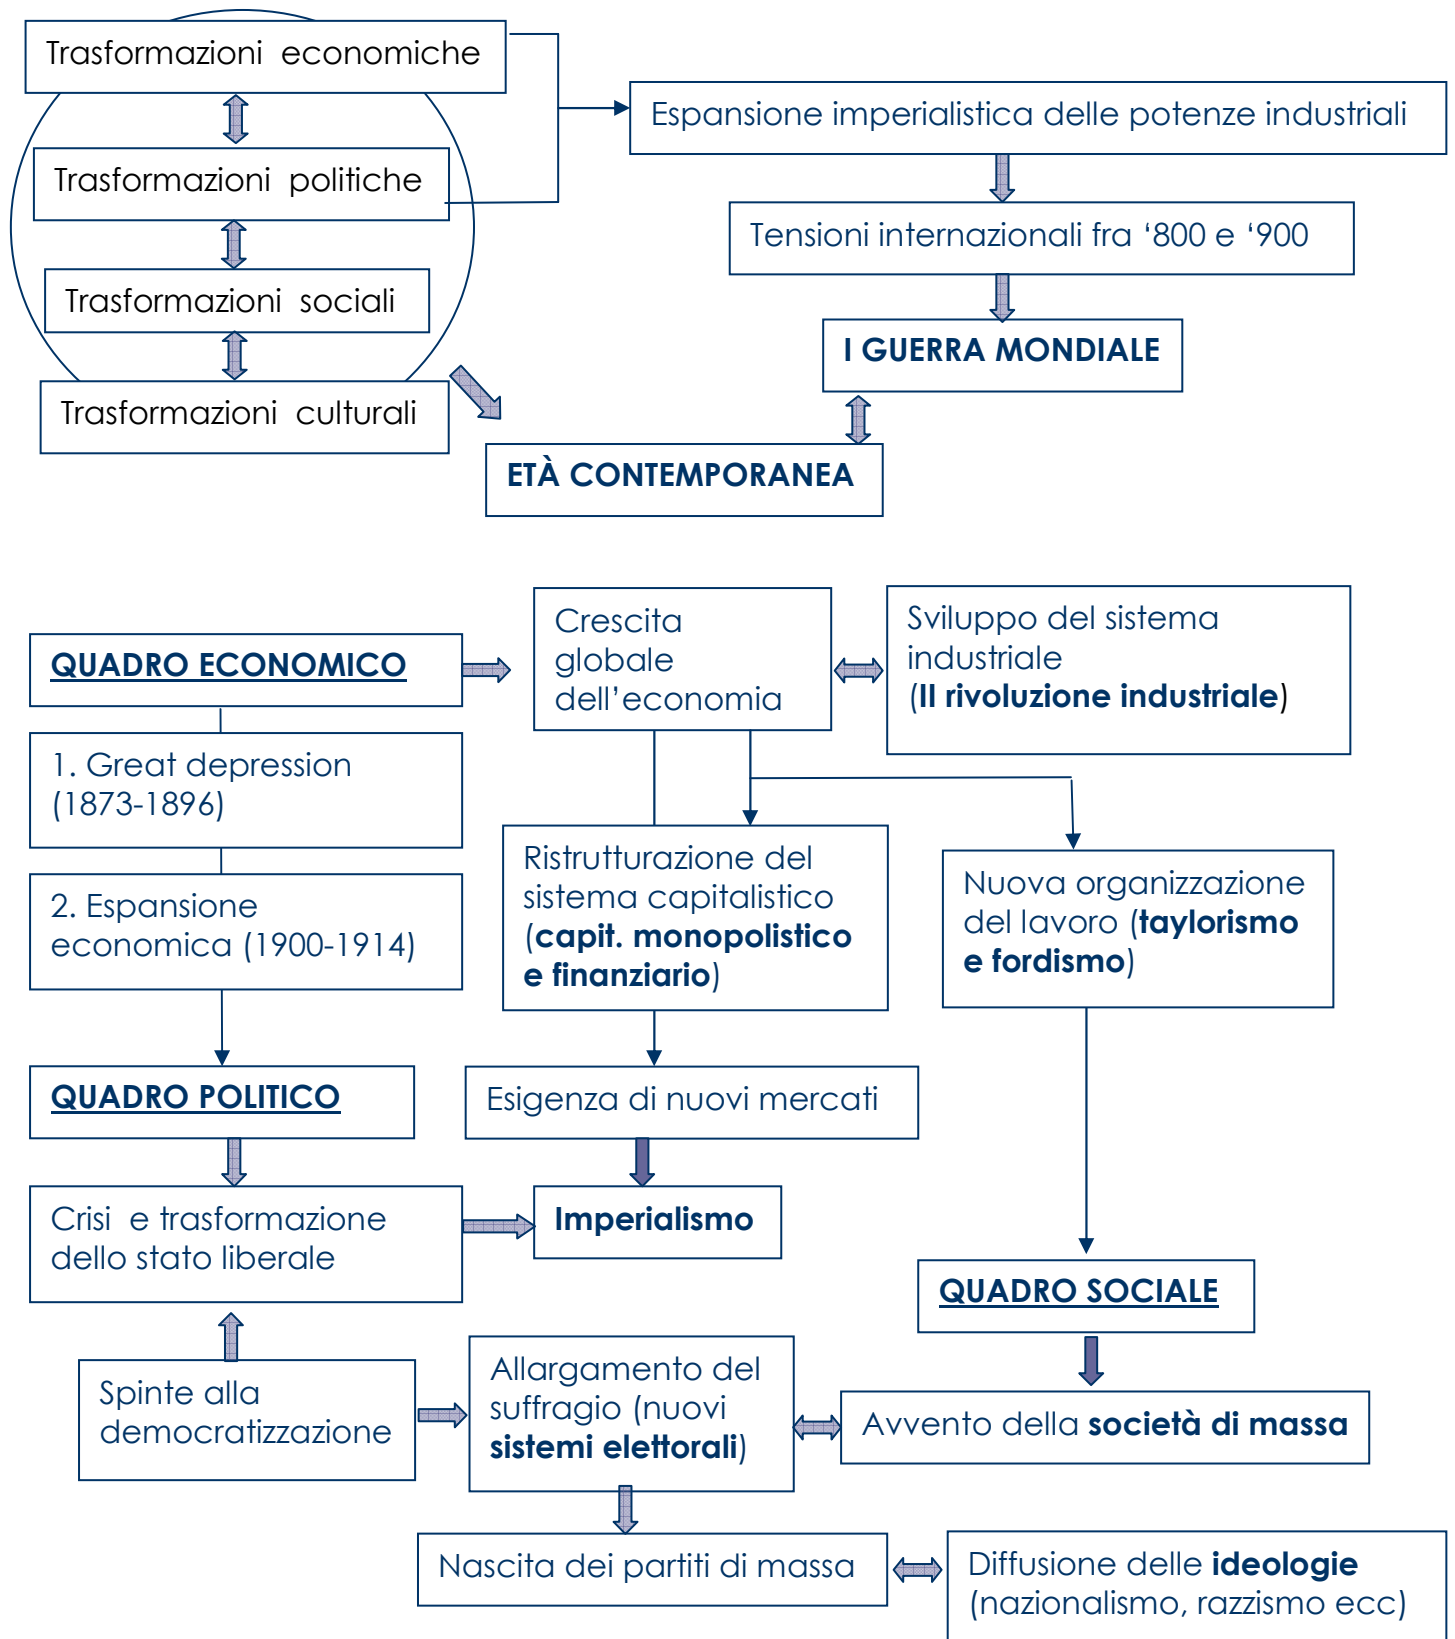 Trasformazioni economiche
Trasformazioni politiche
Trasformazioni sociali
Trasformazioni culturali
Espansione imperialistica delle potenze industriali
Tensioni internazionali fra ‘800 e ‘900
I GUERRA MONDIALE
ETÀ CONTEMPORANEA
QUADRO ECONOMICO
Crescita
globale
dell’economia
Sviluppo del sistema
industriale
(II rivoluzione industriale)
1. Great depression
(1873-1896)
2. Espansione
economica (1900-1914)
Ristrutturazione del
sistema capitalistico
(capit. monopolistico
e finanziario)
Nuova organizzazione
del lavoro (taylorismo
e fordismo)
QUADRO POLITICO
Esigenza di nuovi mercati
Crisi e trasformazione
dello stato liberale
Imperialismo
QUADRO SOCIALE
Spinte alla
democratizzazione
Allargamento del
suffragio (nuovi
sistemi elettorali)
Avvento della società di massa
Nascita dei partiti di massa
Diffusione delle ideologie
(nazionalismo, razzismo ecc)